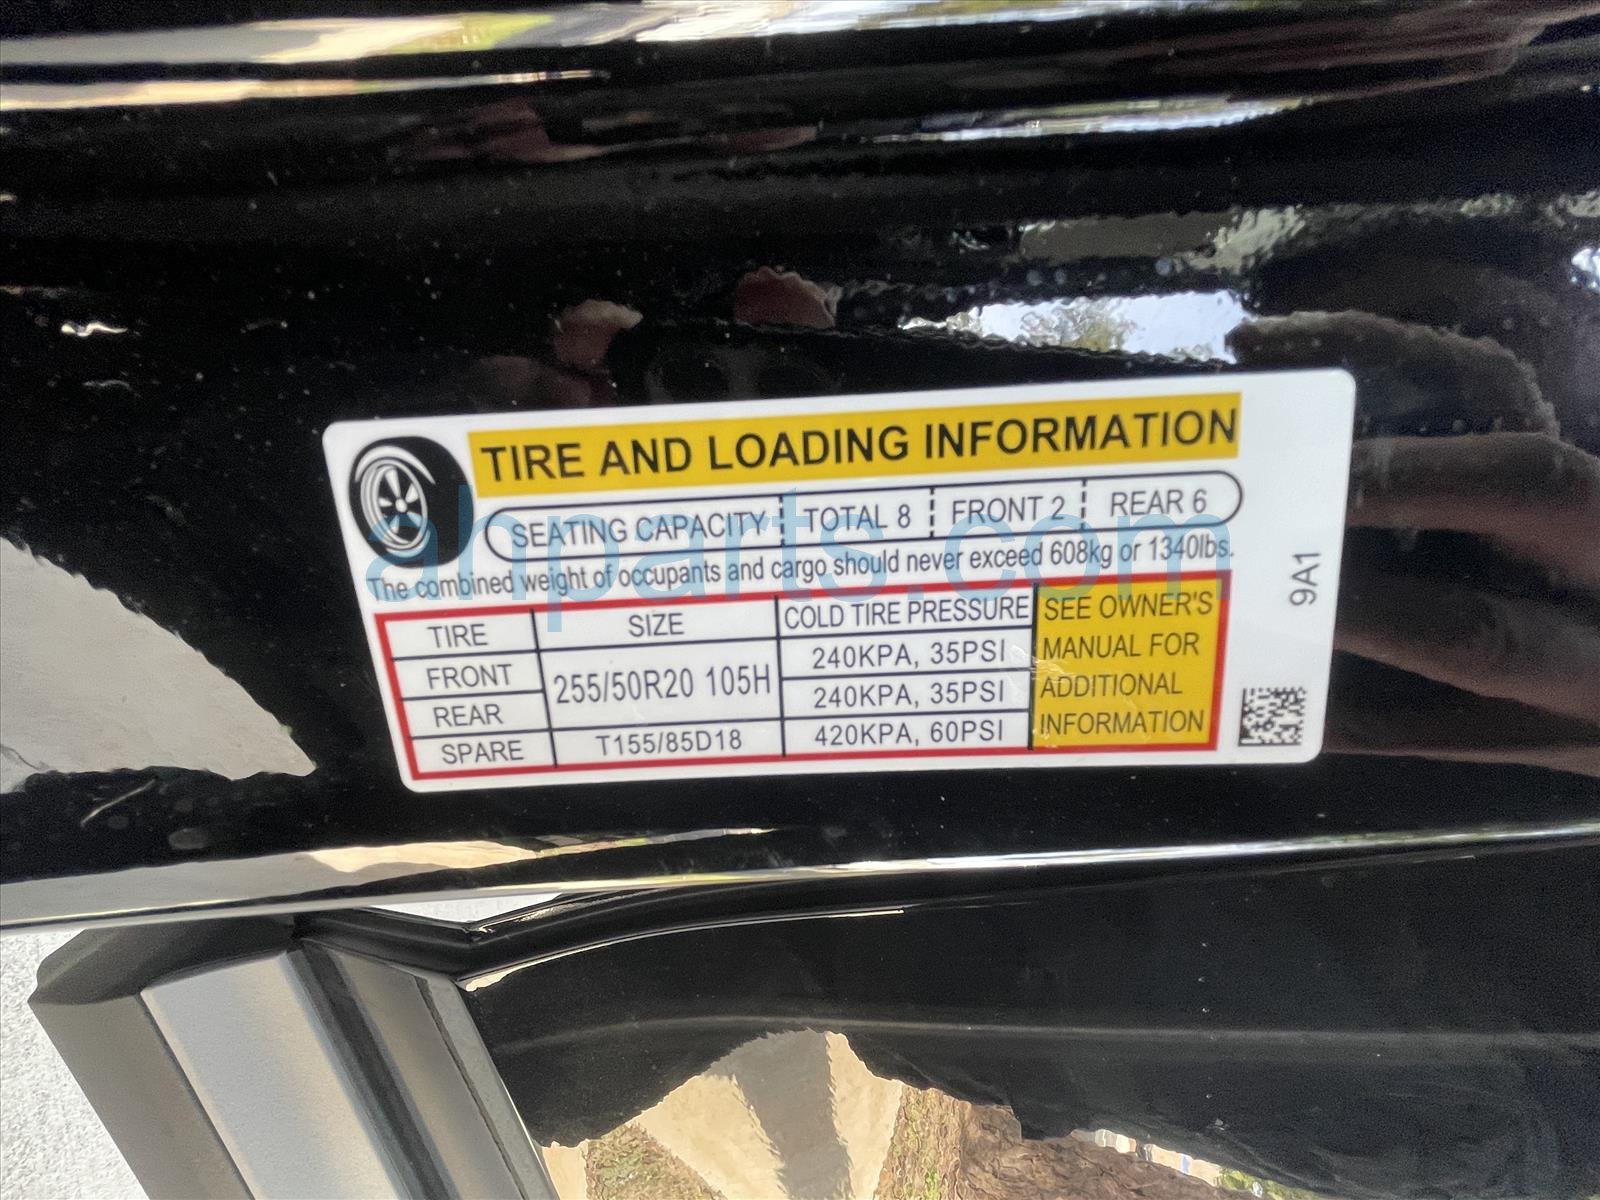 TIRE AND LOADING INFORMATION
SEATING CAPACITY TOTAL 8 FRONT 2 REAR 6
The combined weight of occupants and cargo should never exceed 608kg or 1340lbs.
TIRE SIZE COLD TIRE PRESSURE
FRONT 255/50R20 105H 240KPA, 35PSI
REAR 240KPA, 35PSI
SPARE T155/85D18 420KPA, 60PSI
SEE OWNER'S
MANUAL FOR
ADDITIONAL
INFORMATION
9A1
ahparts.com